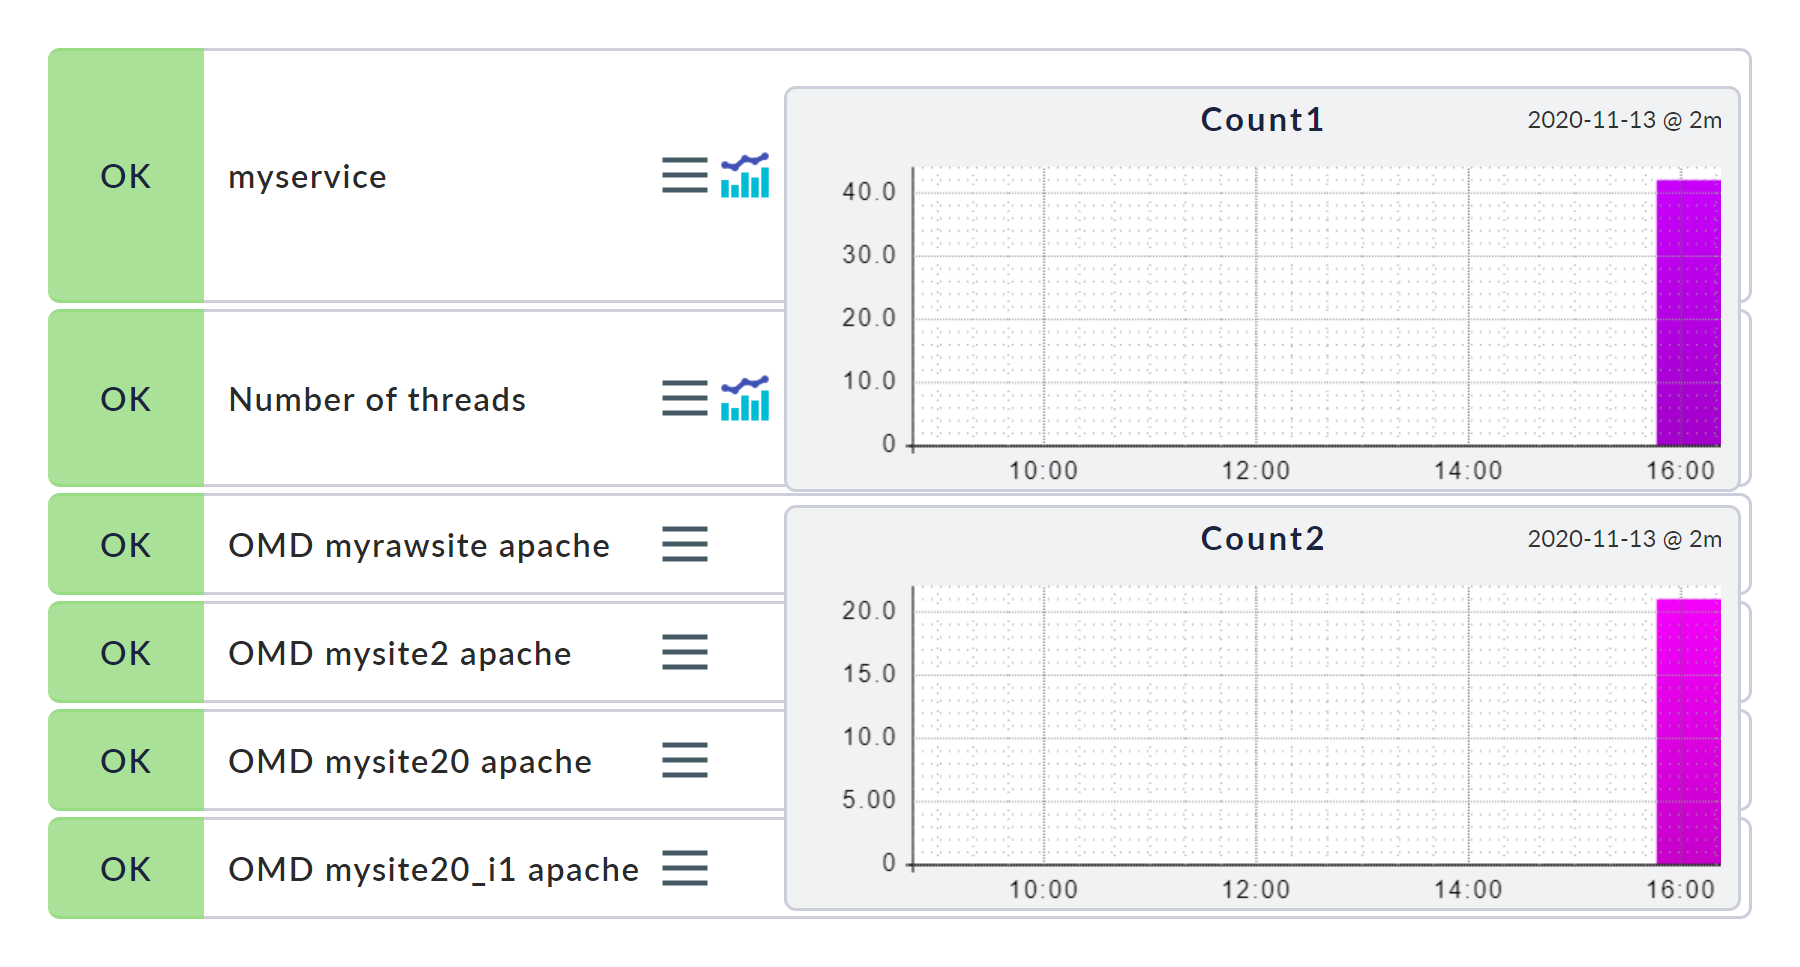 OK myservice
OK Number of threads
OK OMD myrawsite apache
OK OMD mysite2 apache
OK OMD mysite20 apache
OK OMD mysite20_i1 apache
Count1 2020-11-13 @ 2m
40.0
30.0
20.0
10.0
0
10:00 12:00 14:00 16:00
Count2 2020-11-13 @ 2m
20.0
15.0
10.0
5.00
0
10:00 12:00 14:00 16:00